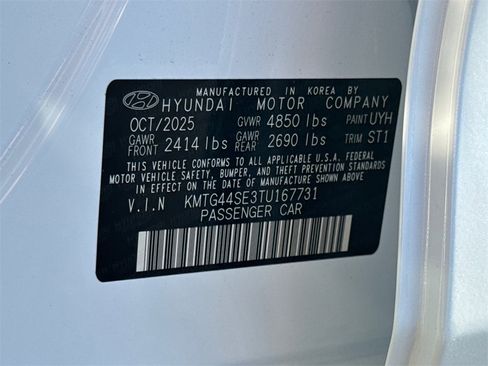 MANUFACTURED IN KOREA BY
HYUNDAI MOTOR COMPANY
OCT/2025 GVWR 4850 lbs PAINT UYH
GAWR FRONT 2414 lbs GAWR REAR 2690 lbs TRIM ST1
THIS VEHICLE CONFORMS TO ALL APPLICABLE U.S.A. FEDERAL
MOTOR VEHICLE SAFETY, BUMPER, AND THEFT PREVENTION STANDARDS
IN EFFECT ON THE DATE OF MANUFACTURE SHOWN ABOVE.
V.I.N KMTG44SE3TU167731
PASSENGER CAR